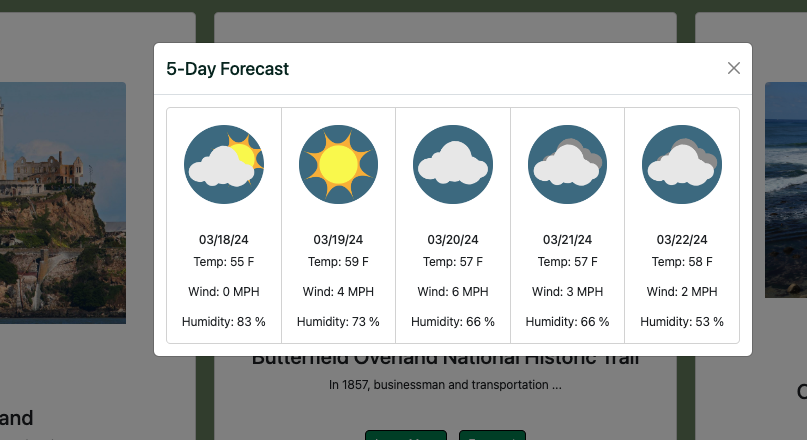 5-Day Forecast
03/18/24
Temp: 55 F
Wind: 0 MPH
Humidity: 83 %
03/19/24
Temp: 59 F
Wind: 4 MPH
Humidity: 73 %
03/20/24
Temp: 57 F
Wind: 6 MPH
Humidity: 66 %
03/21/24
Temp: 57 F
Wind: 3 MPH
Humidity: 66 %
03/22/24
Temp: 58 F
Wind: 2 MPH
Humidity: 53 %
Butterfield Overland National Historic Trail
In 1857, businessman and transportation ...
and